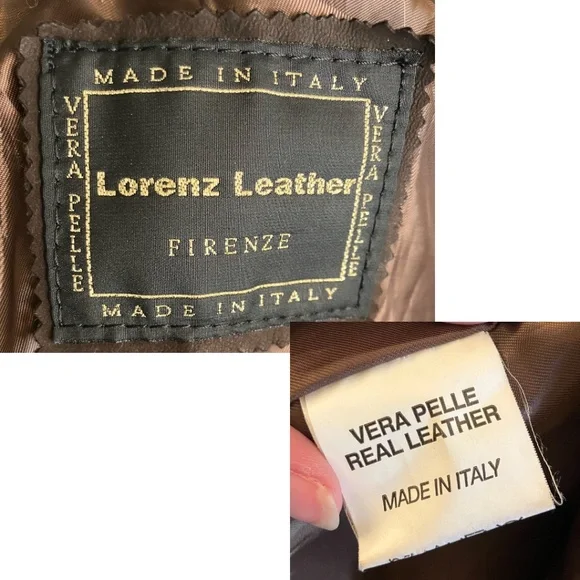 MADE IN ITALY
VERA PELLE
Lorenz Leather
VERA PELLE
FIRENZE
MADE IN ITALY
VERA PELLE
REAL LEATHER
MADE IN ITALY